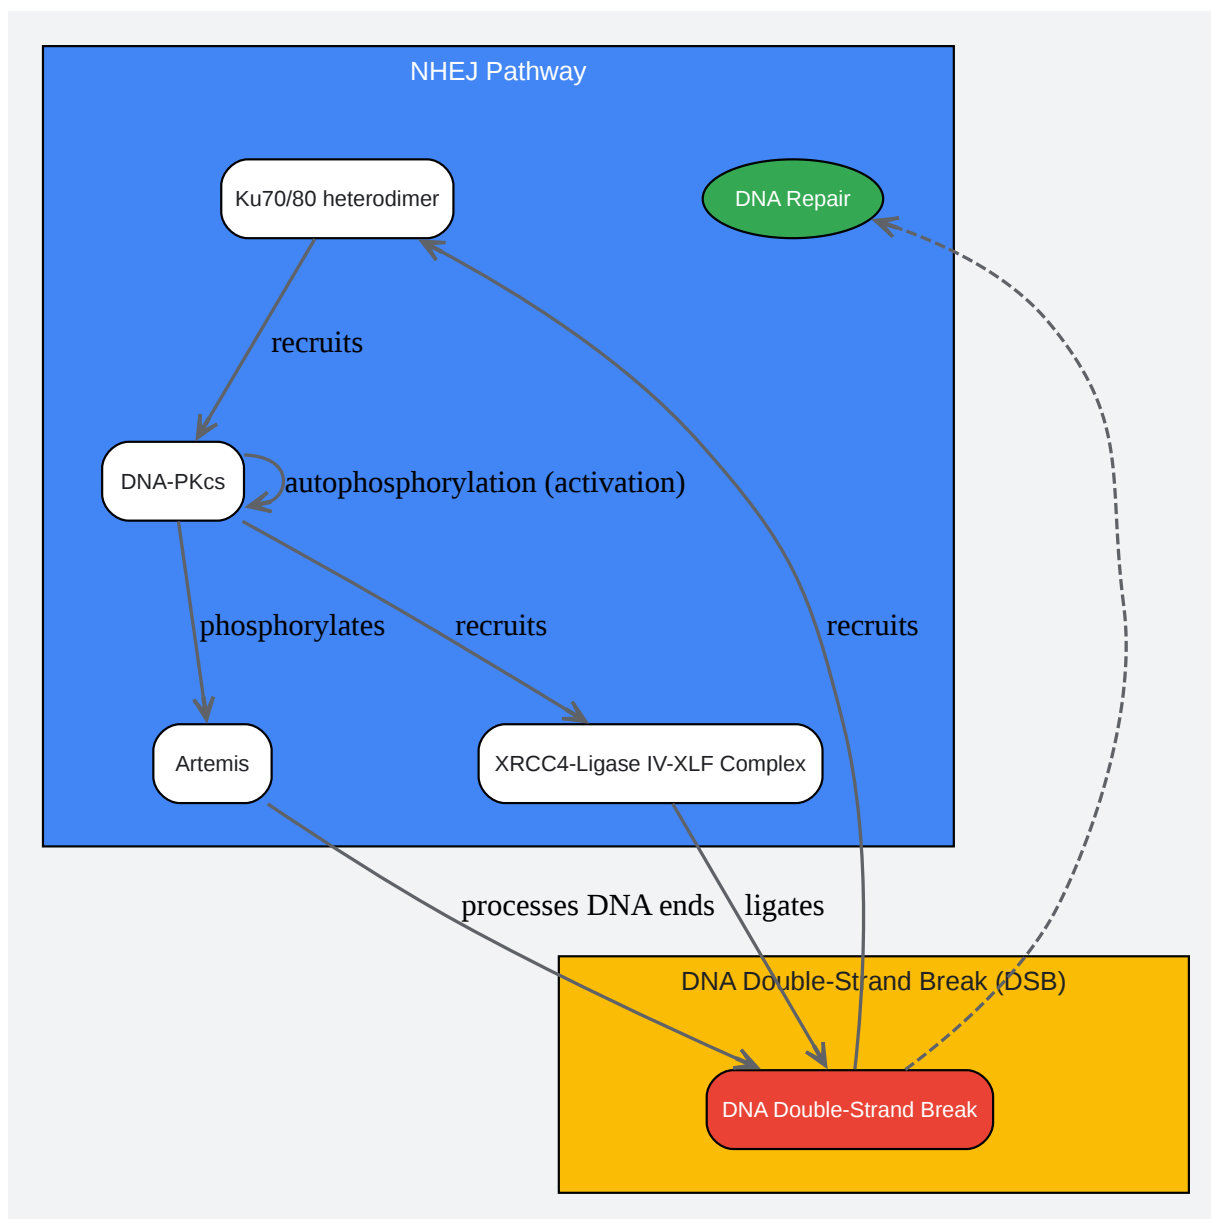 NHEJ Pathway
Ku70/80 heterodimer
DNA Repair
recruits
DNA-PKcs
autophosphorylation (activation)
phosphorylates
recruits
recruits
Artemis
XRCC4-Ligase IV-XLF Complex
processes DNA ends
ligates
DNA Double-Strand Break (DSB)
DNA Double-Strand Break